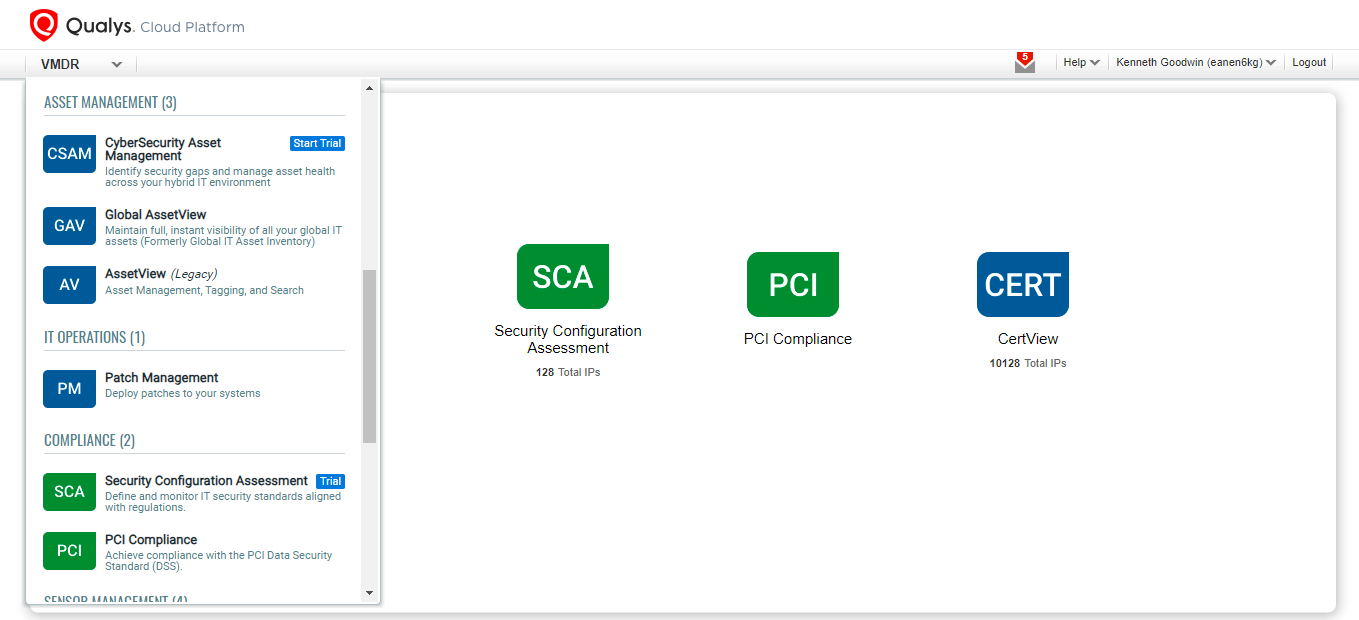 Qualys. Cloud Platform
VMDR
5
Help
Kenneth Goodwin (eanen6kg)
Logout
ASSET MANAGEMENT (3)
CSAM
CyberSecurity Asset
Management
Start Trial
Identify security gaps and manage asset health
across your hybrid IT environment
GAV
Global AssetView
Maintain full, instant visibility of all your global IT
assets (Formerly Global IT Asset Inventory)
AV
AssetView (Legacy)
Asset Management, Tagging, and Search
IT OPERATIONS (1)
PM
Patch Management
Deploy patches to your systems
COMPLIANCE (2)
SCA
Security Configuration Assessment
Trial
Define and monitor IT security standards aligned
with regulations.
PCI
PCI Compliance
Achieve compliance with the PCI Data Security
Standard (DSS).
SENSOR MANAGEMENT (4)
SCA
Security Configuration
Assessment
128 Total IPs
PCI
PCI Compliance
CERT
CertView
10128 Total IPs